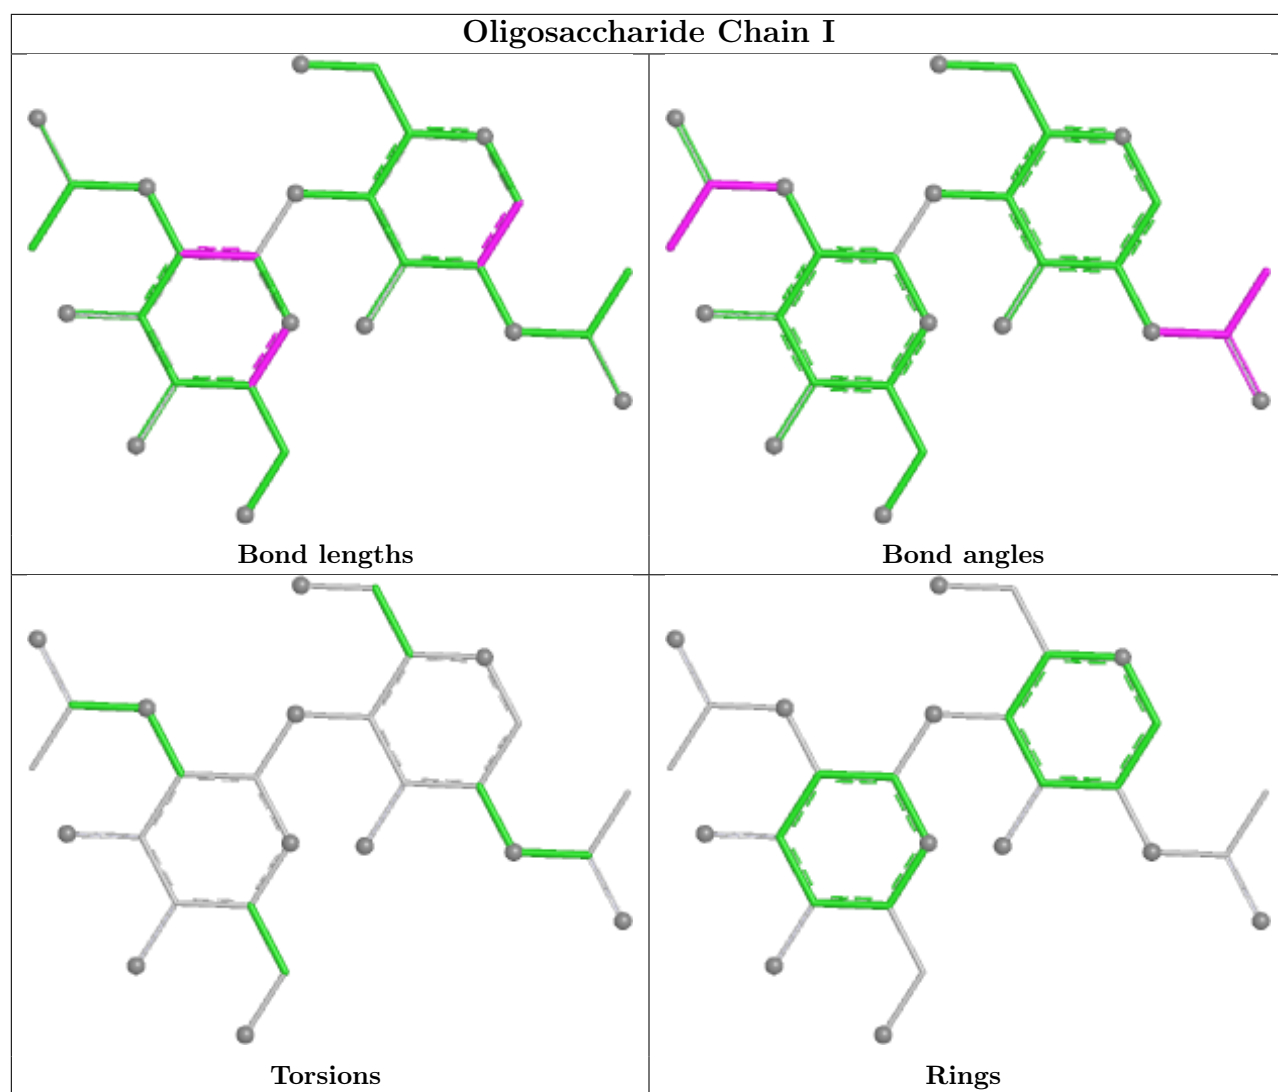 Oligosaccharide Chain I
Bond lengths
Bond angles
Torsions
Rings